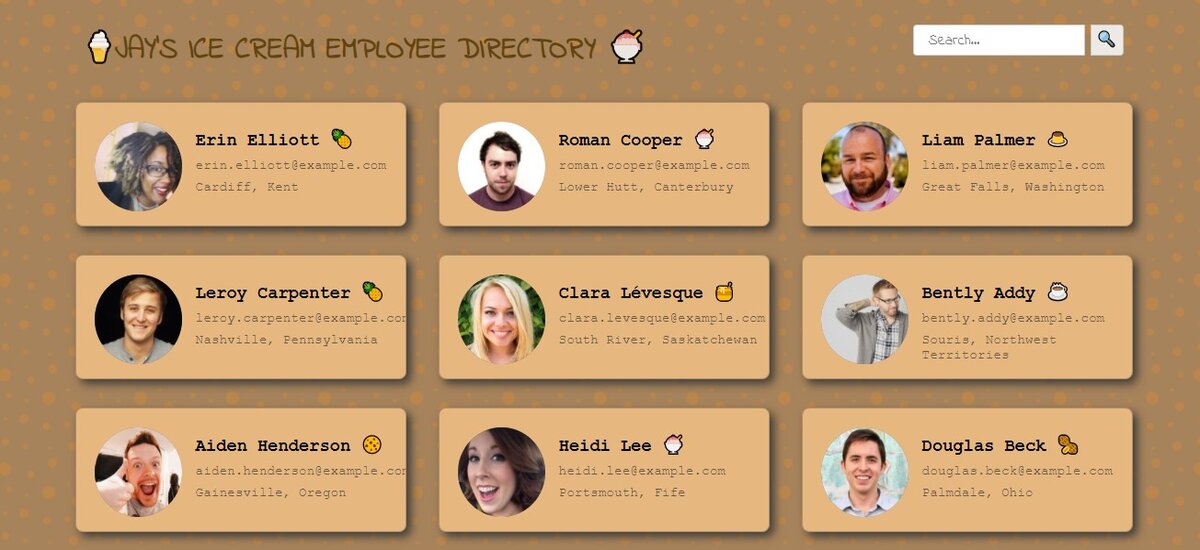 JAY'S ICE CREAM EMPLOYEE DIRECTORY
Search...
Erin Elliott
erin.elliott@example.com
Cardiff, Kent
Roman Cooper
roman.cooper@example.com
Lower Hutt, Canterbury
Liam Palmer
liam.palmer@example.com
Great Falls, Washington
Leroy Carpenter
leroy.carpenter@example.com
Nashville, Pennsylvania
Clara Lévesque
clara.levesque@example.com
South River, Saskatchewan
Bently Addy
bently.addy@example.com
Souris, Northwest
Territories
Aiden Henderson
aiden.henderson@example.com
Gainesville, Oregon
Heidi Lee
heidi.lee@example.com
Portsmouth, Fife
Douglas Beck
douglas.beck@example.com
Palmdale, Ohio